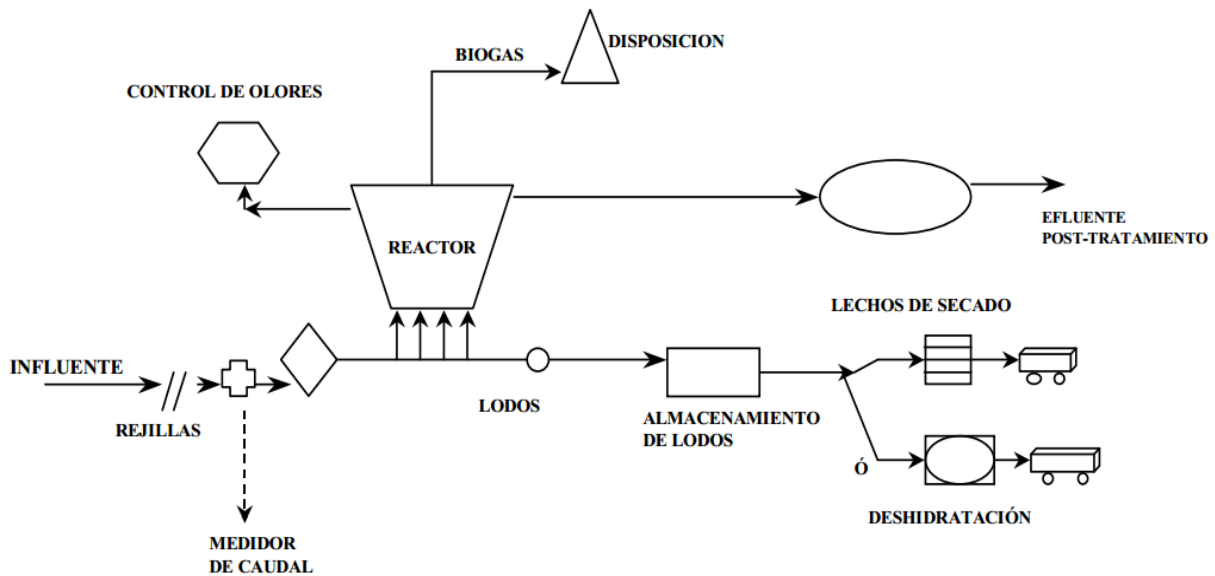 BIOGAS
DISPOSICION
CONTROL DE OLORES
REACTOR
EFLUENTE
POST-TRATAMIENTO
LECHOS DE SECADO
INFLUENTE
REJILLAS
LODOS
ALMACENAMIENTO
DE LODOS
Ó
DESHIDRATACIÓN
MEDIDOR
DE CAUDAL